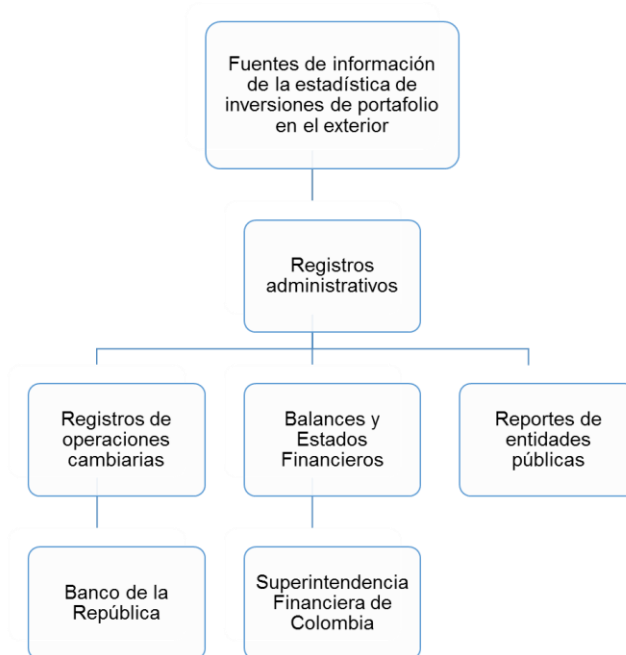 Fuentes de información
de la estadística de
inversiones de portafolio
en el exterior
Registros
administrativos
Registros de
operaciones
cambiarias
Balances y
Estados
Financieros
Reportes de
entidades
públicas
Banco de la
República
Superintendencia
Financiera de
Colombia